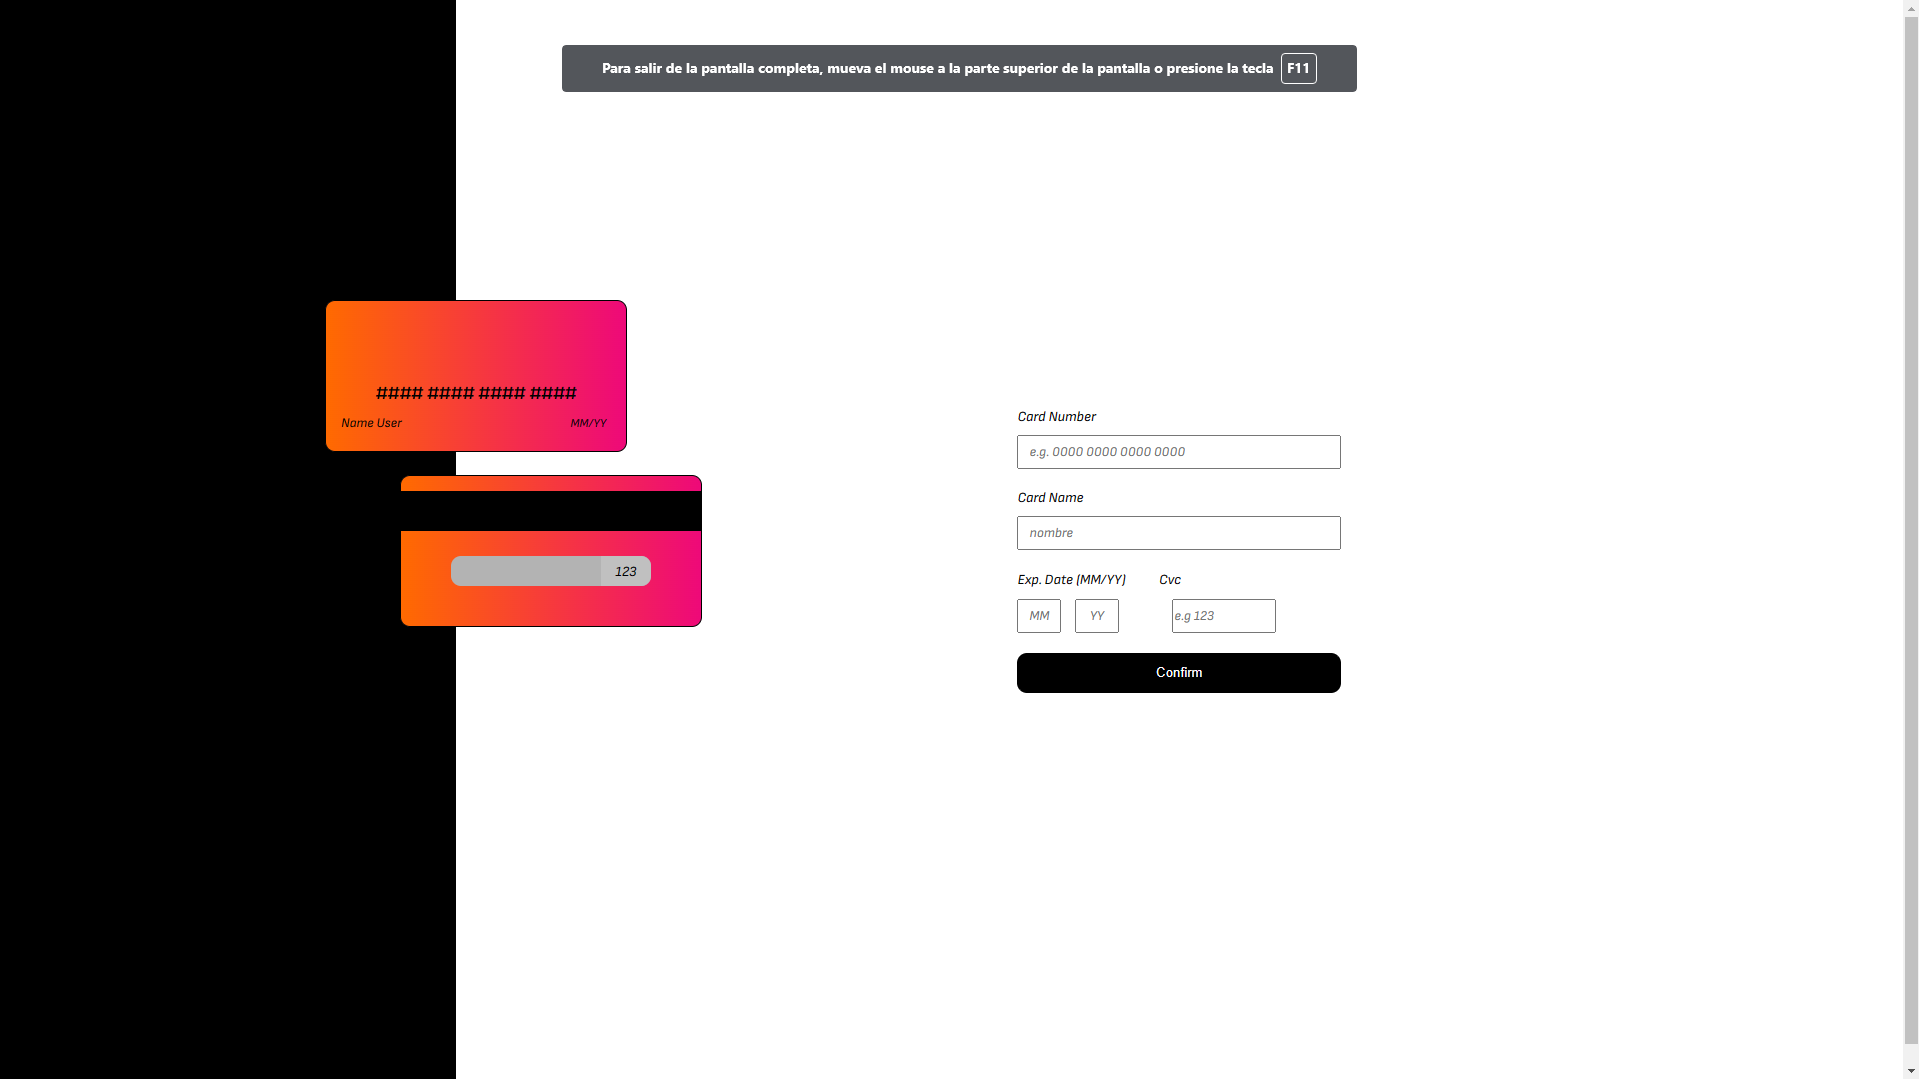 Para salir de la pantalla completa, mueva el mouse a la parte superior de la pantalla o presione la tecla F11
#### #### #### ####
Name User MM/YY
123
Card Number
e.g. 0000 0000 0000 0000
Card Name
nombre
Exp. Date (MM/YY) Cvc
MM YY e.g 123
Confirm